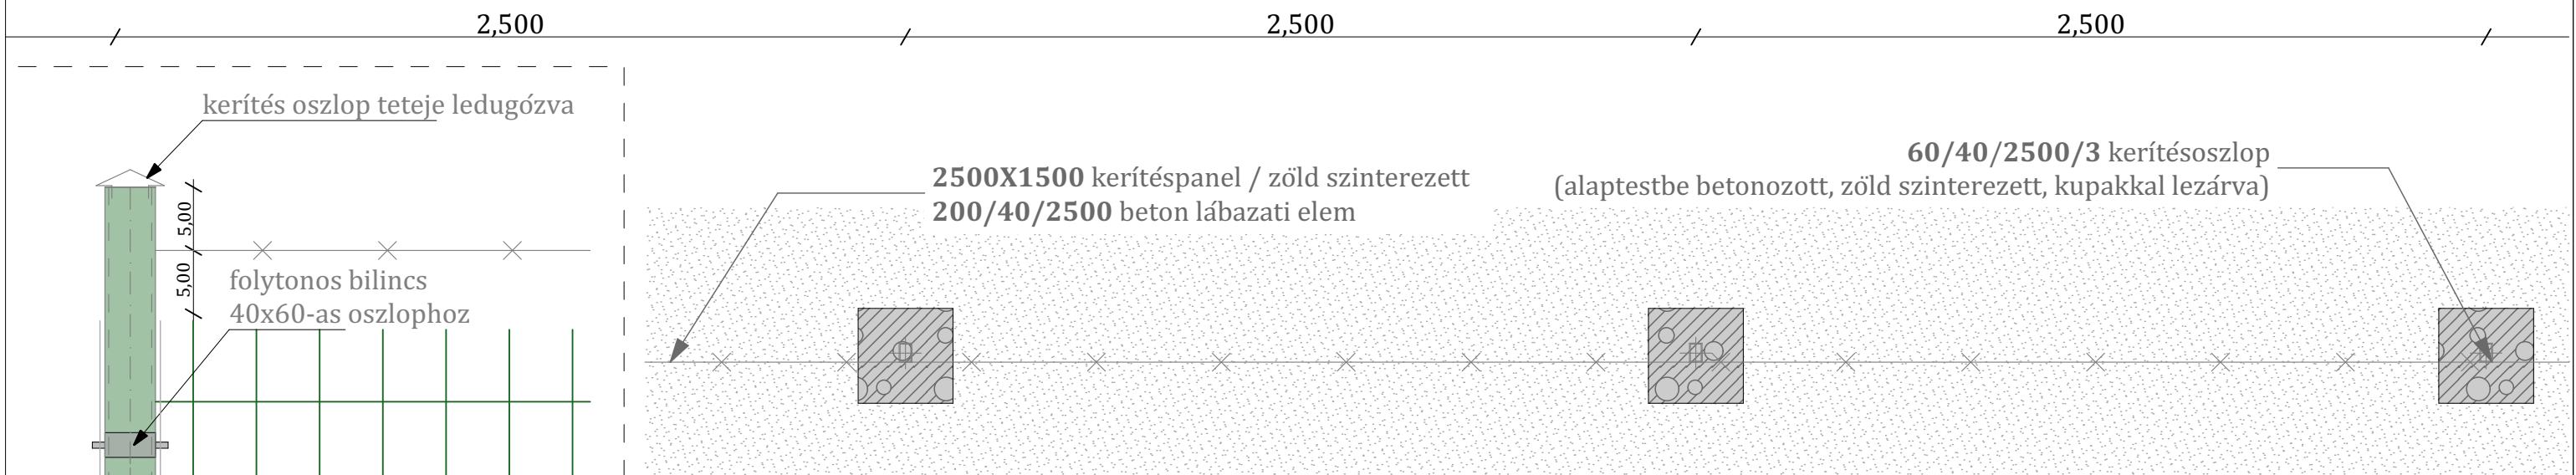 2,500
2,500
2,500
kerítés oszlop teteje ledugózva
5,00
5,00
folytonos bilincs
40x60-as oszlophoz
2500X1500 kerítéspanel / zöld szinterezett
200/40/2500 beton lábazati elem
60/40/2500/3 kerítésoszlop
(alaptestbe betonozott, zöld szinterezett, kupakkal lezárva)